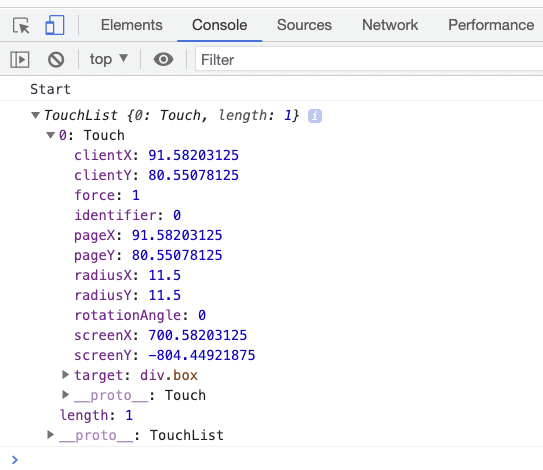 Elements Console Sources Network Performance
top ▼ Filter
Start
▼TouchList {0: Touch, length: 1} i
▼0: Touch
clientX: 91.58203125
clientY: 80.55078125
force: 1
identifier: 0
pageX: 91.58203125
pageY: 80.55078125
radiusX: 11.5
radiusY: 11.5
rotationAngle: 0
screenX: 700.58203125
screenY: -804.44921875
▶target: div.box
▶__proto__: Touch
length: 1
▶__proto__: TouchList
>